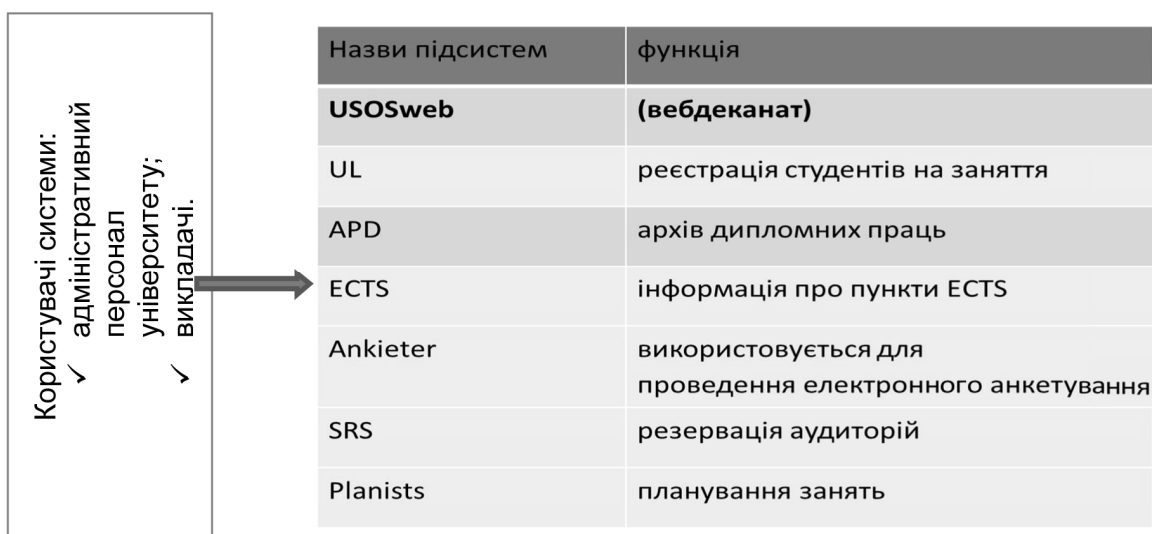 Користувачі системи:
✓ адміністративний
персонал
університету;
✓ викладачі.
Назви підсистем функція
USOSweb (вебдеканат)
UL реєстрація студентів на заняття
APD архів дипломних праць
ECTS інформація про пункти ECTS
Ankieter використовується для
проведення електронного анкетування
SRS резервація аудиторій
Planists планування занять